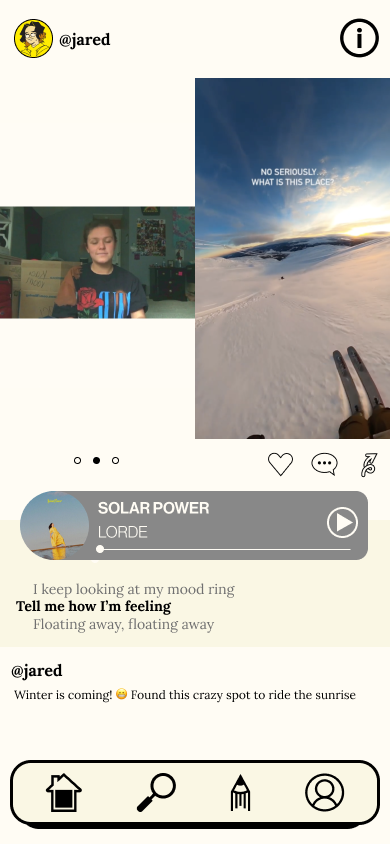 @jared
NO SERIOUSLY...
WHAT IS THIS PLACE?
SOLAR POWER
LORDE
I keep looking at my mood ring
Tell me how I'm feeling
Floating away, floating away
@jared
Winter is coming! 😁 Found this crazy spot to ride the sunrise